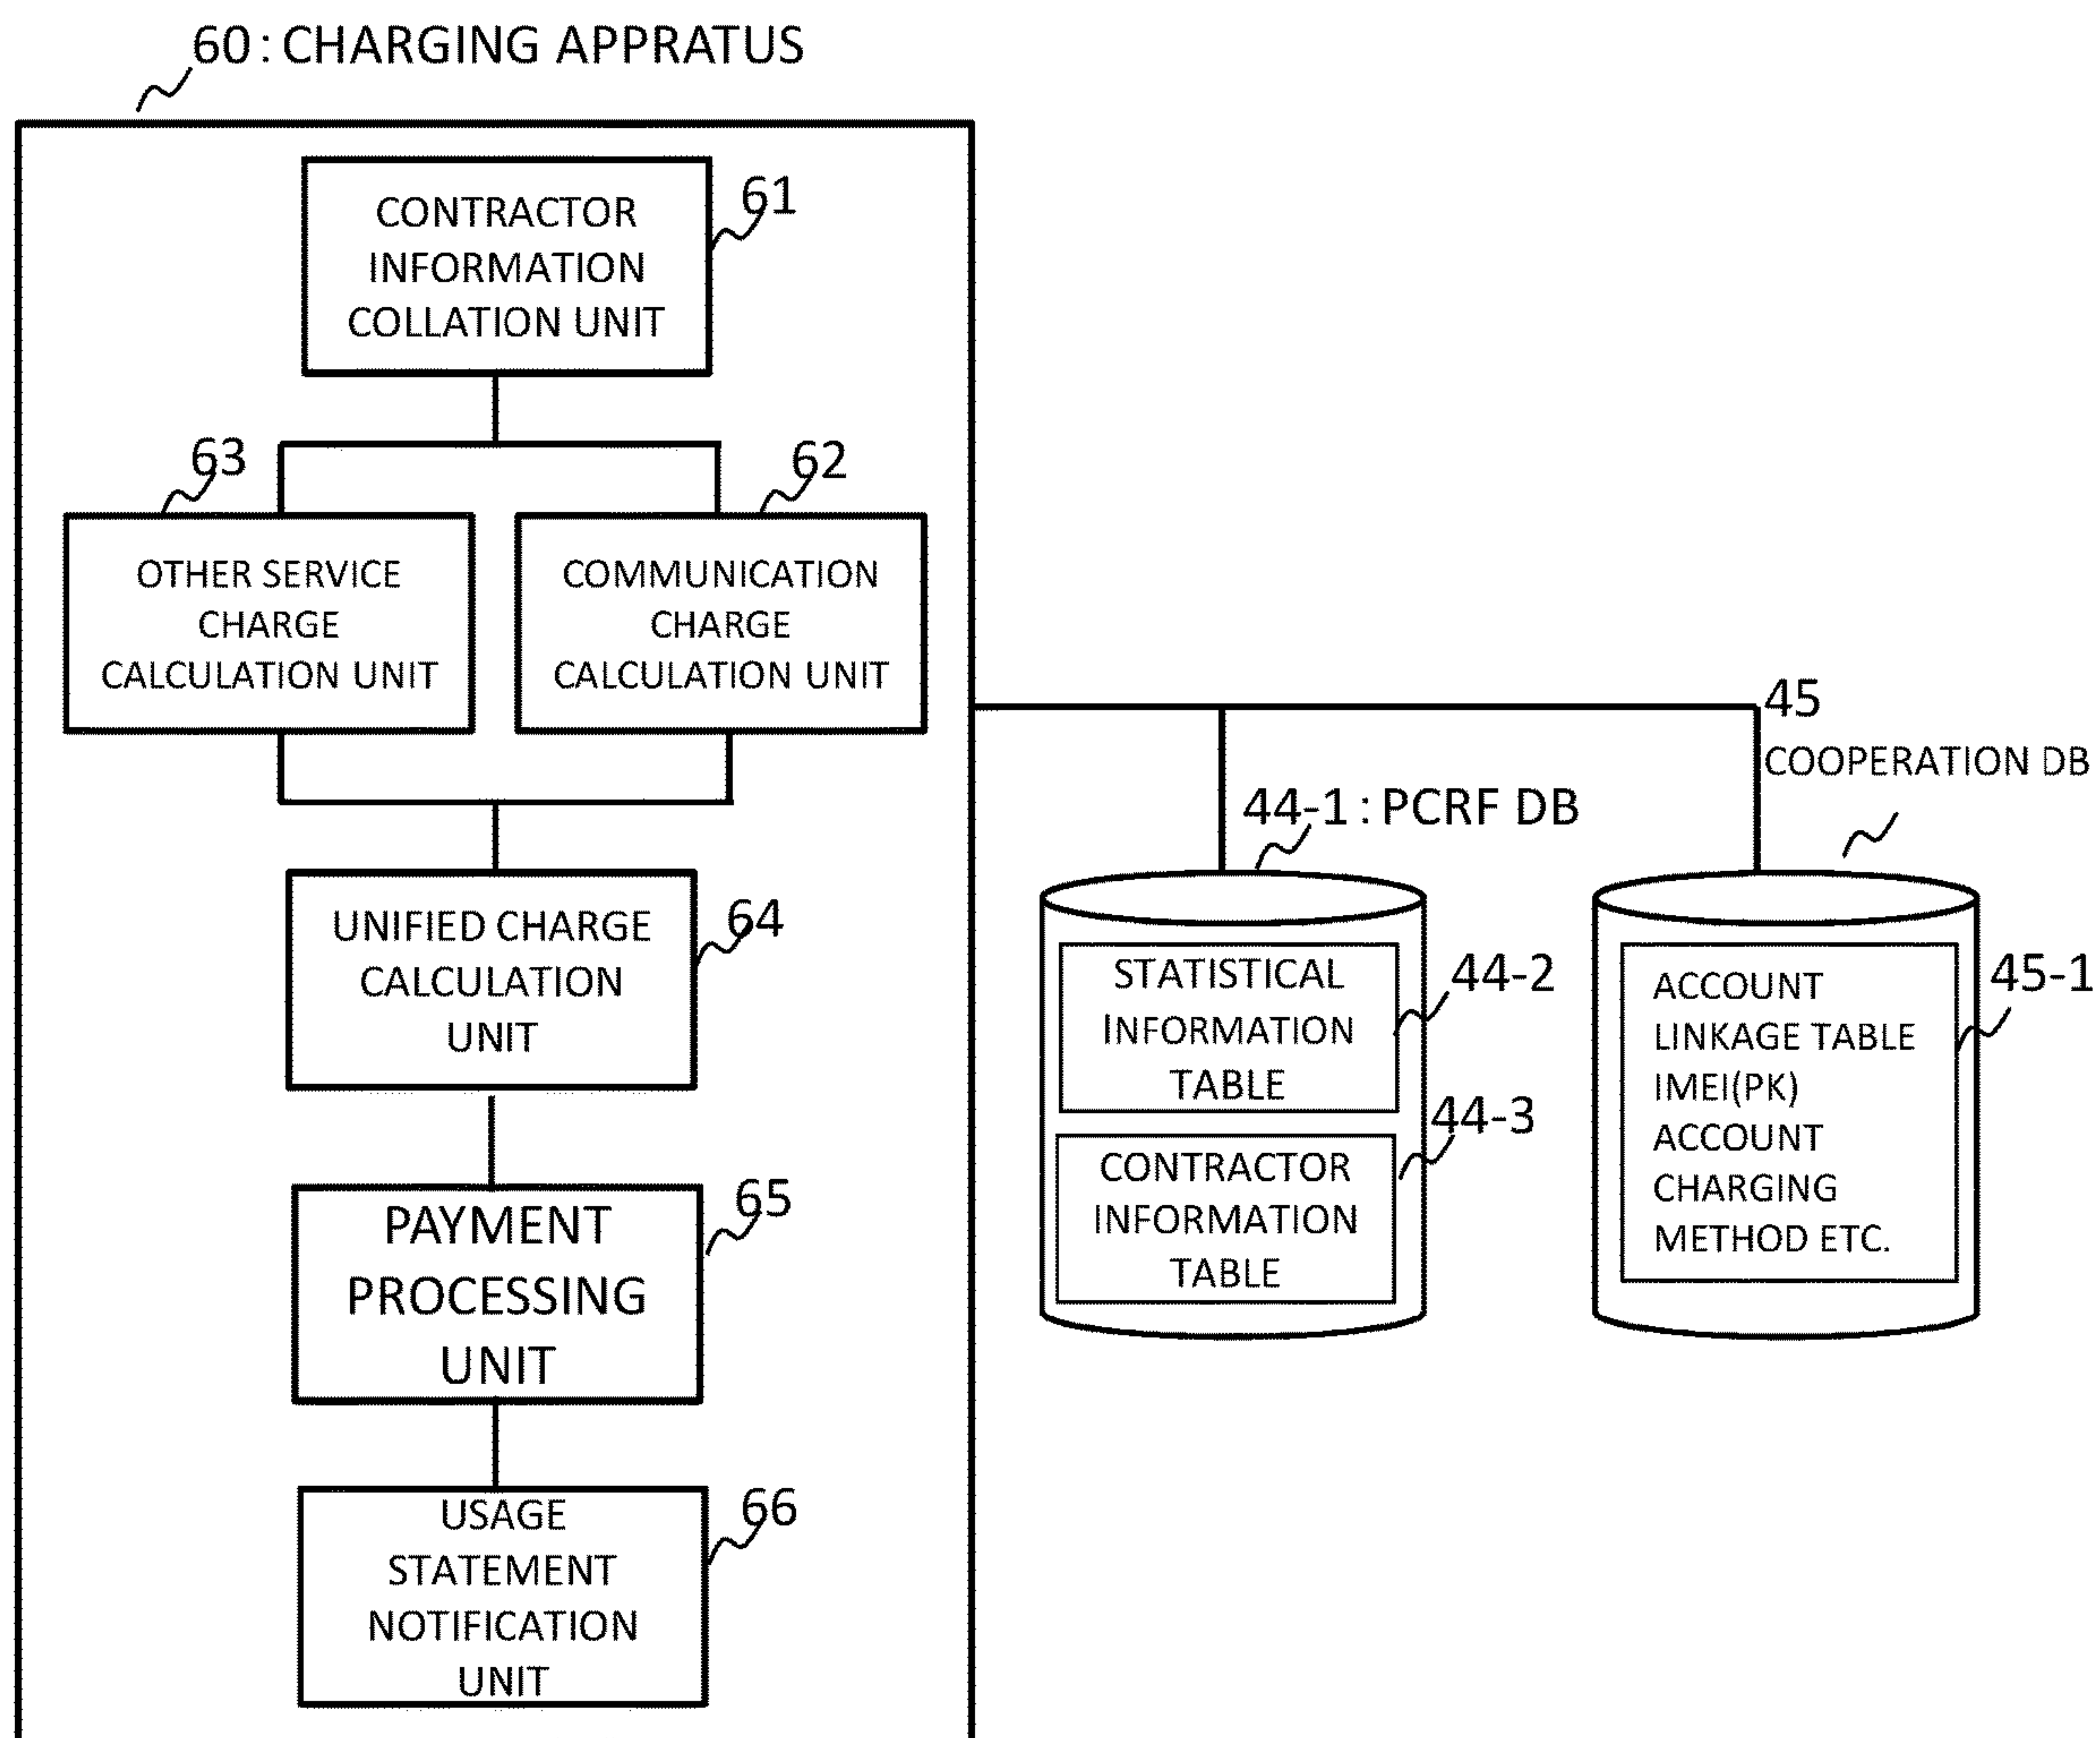 60 : CHARGING APPRATUS
61
CONTRACTOR
INFORMATION
COLLATION UNIT
63
OTHER SERVICE
CHARGE
CALCULATION UNIT
62
COMMUNICATION
CHARGE
CALCULATION UNIT
64
UNIFIED CHARGE
CALCULATION
UNIT
65
PAYMENT
PROCESSING
UNIT
66
USAGE
STATEMENT
NOTIFICATION
UNIT
44-1 : PCRF DB
STATISTICAL
INFORMATION
TABLE
44-2
44-3
CONTRACTOR
INFORMATION
TABLE
45
COOPERATION DB
45-1
ACCOUNT
LINKAGE TABLE
IMEI(PK)
ACCOUNT
CHARGING
METHOD ETC.